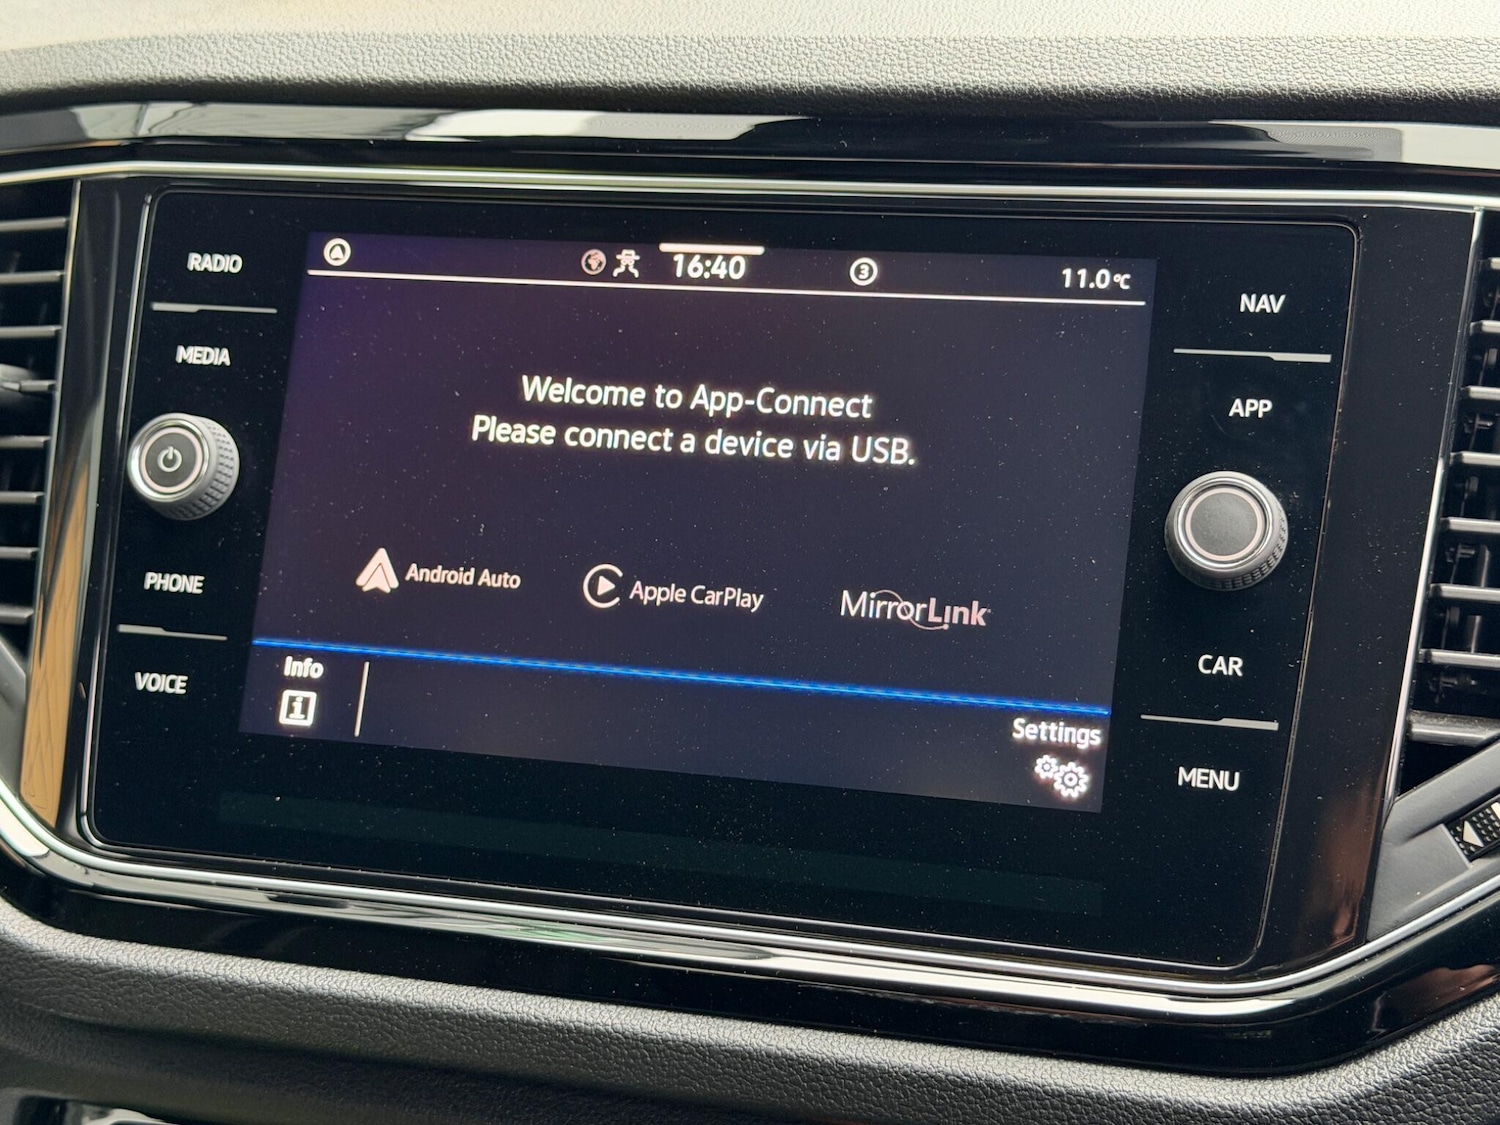 RADIO
MEDIA
PHONE
VOICE
16:40
3
11.0°C
Welcome to App-Connect
Please connect a device via USB.
Android Auto
Apple CarPlay
MirrorLink
Info
i
Settings
NAV
APP
CAR
MENU